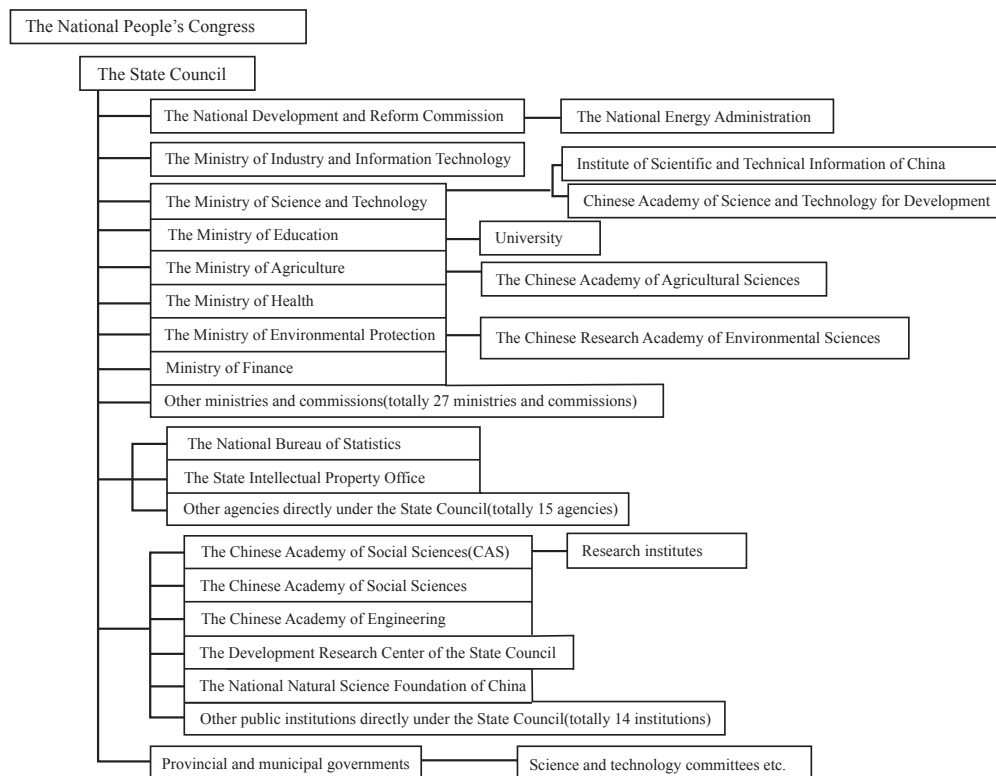 The National People's Congress
The State Council
The National Development and Reform Commission
The National Energy Administration
The Ministry of Industry and Information Technology
Institute of Scientific and Technical Information of China
The Ministry of Science and Technology
Chinese Academy of Science and Technology for Development
The Ministry of Education
University
The Ministry of Agriculture
The Chinese Academy of Agricultural Sciences
The Ministry of Health
The Ministry of Environmental Protection
The Chinese Research Academy of Environmental Sciences
Ministry of Finance
Other ministries and commissions(totally 27 ministries and commissions)
The National Bureau of Statistics
The State Intellectual Property Office
Other agencies directly under the State Council(totally 15 agencies)
The Chinese Academy of Social Sciences(CAS)
Research institutes
The Chinese Academy of Social Sciences
The Chinese Academy of Engineering
The Development Research Center of the State Council
The National Natural Science Foundation of China
Other public institutions directly under the State Council(totally 14 institutions)
Provincial and municipal governments
Science and technology committees etc.